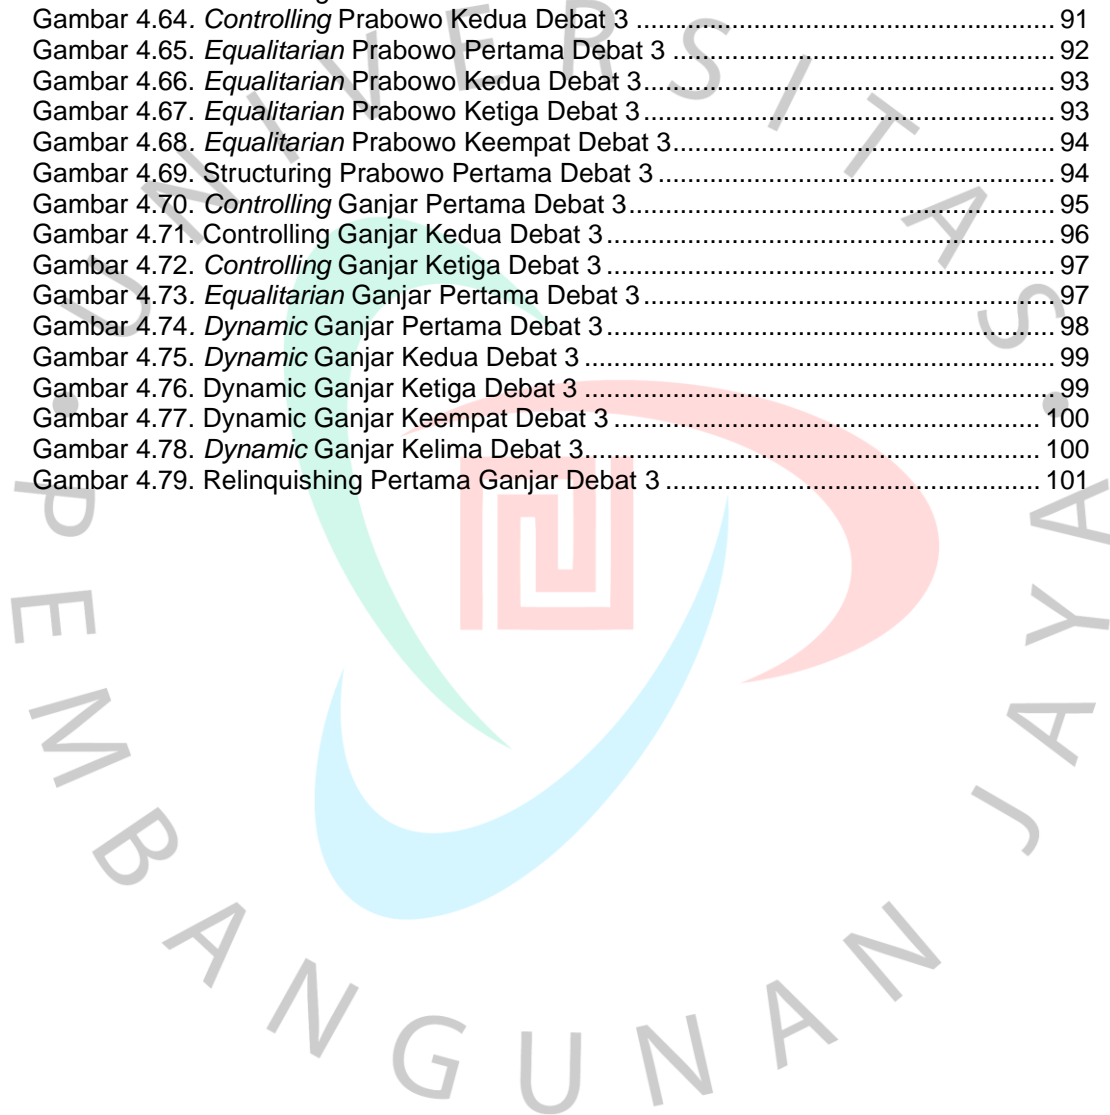 Gambar 4.64. Controlling Prabowo Kedua Debat 3 ........................................................ 91
Gambar 4.65. Equalitarian Prabowo Pertama Debat 3 ................................................... 92
Gambar 4.66. Equalitarian Prabowo Kedua Debat 3....................................................... 93
Gambar 4.67. Equalitarian Prabowo Ketiga Debat 3....................................................... 93
Gambar 4.68. Equalitarian Prabowo Keempat Debat 3................................................... 94
Gambar 4.69. Structuring Prabowo Pertama Debat 3..................................................... 94
Gambar 4.70. Controlling Ganjar Pertama Debat 3......................................................... 95
Gambar 4.71. Controlling Ganjar Kedua Debat 3............................................................ 96
Gambar 4.72. Controlling Ganjar Ketiga Debat 3............................................................ 97
Gambar 4.73. Equalitarian Ganjar Pertama Debat 3....................................................... 97
Gambar 4.74. Dynamic Ganjar Pertama Debat 3............................................................ 98
Gambar 4.75. Dynamic Ganjar Kedua Debat 3............................................................... 99
Gambar 4.76. Dynamic Ganjar Ketiga Debat 3............................................................... 99
Gambar 4.77. Dynamic Ganjar Keempat Debat 3......................................................... 100
Gambar 4.78. Dynamic Ganjar Kelima Debat 3............................................................. 100
Gambar 4.79. Relinquishing Pertama Ganjar Debat 3 .................................................. 101
UNIVERSITAS
PEMBANGUNAN JAYA